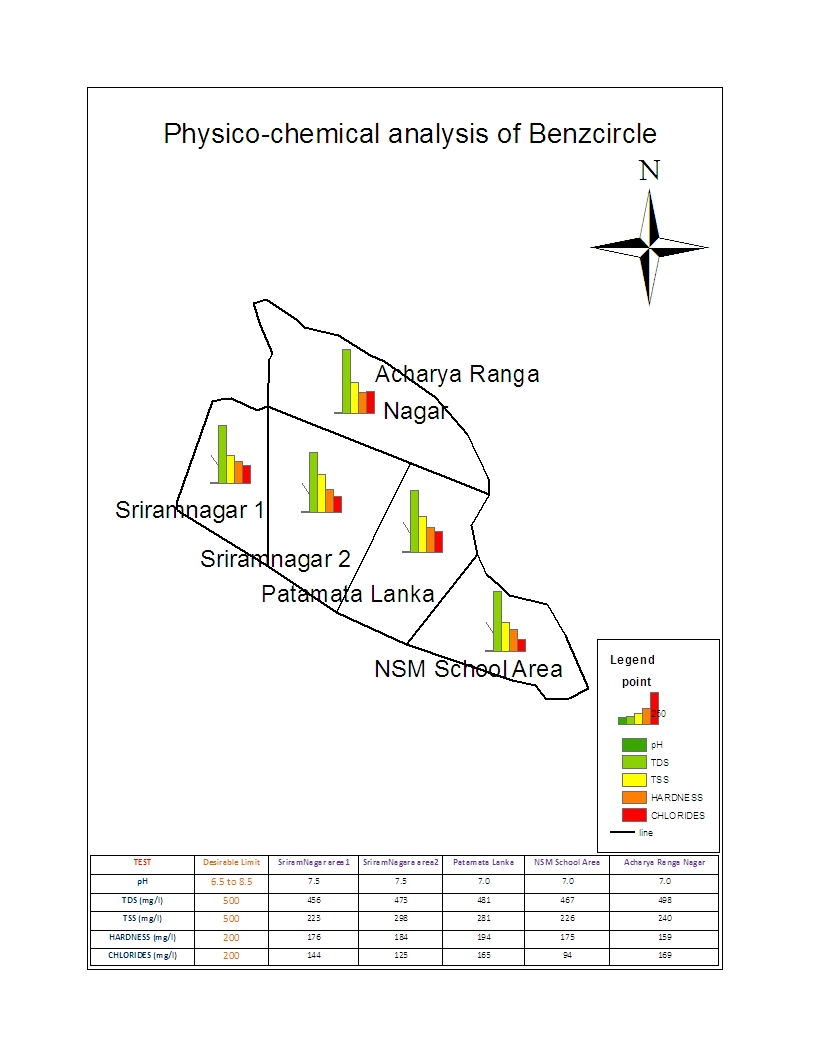 Physico-chemical analysis of Benzcircle
N
Acharya Ranga
Nagar
Sriramnagar 1
Sriramnagar 2
Patamata Lanka
NSM School Area
Legend
point
260
pH
TDS
TSS
HARDNESS
CHLORIDES
line
TEST Desirable Limit SriramNagar area1 SriramNagara area2 Patamata Lanka NSM School Area Acharya Ranga Nagar
pH 6.5 to 8.5 7.5 7.5 7.0 7.0 7.0
TDS (mg/l) 500 456 473 481 467 498
TSS (mg/l) 500 223 298 281 226 240
HARDNESS (mg/l) 200 176 184 194 175 159
CHLORIDES (mg/l) 200 144 125 165 94 169